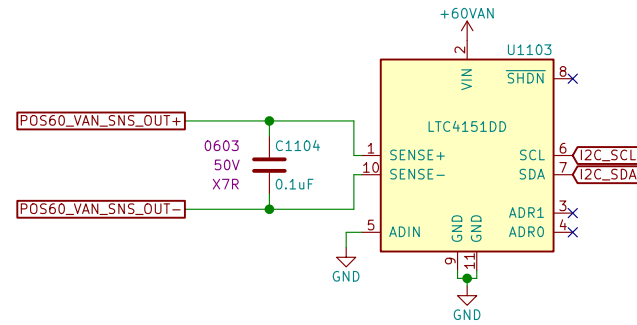 +60VAN
U1103
2
VIN
SHDN
8
POS60_VAN_SNS_OUT+
LTC4151DD
0603
C1104
50V
X7R
0.1uF
1
SENSE+
10
SENSE-
SCL
6
I2C_SCL
SDA
7
I2C_SDA
POS60_VAN_SNS_OUT-
ADR1
3
5
ADIN
ADR0
4
GND
GND
9
11
GND
GND